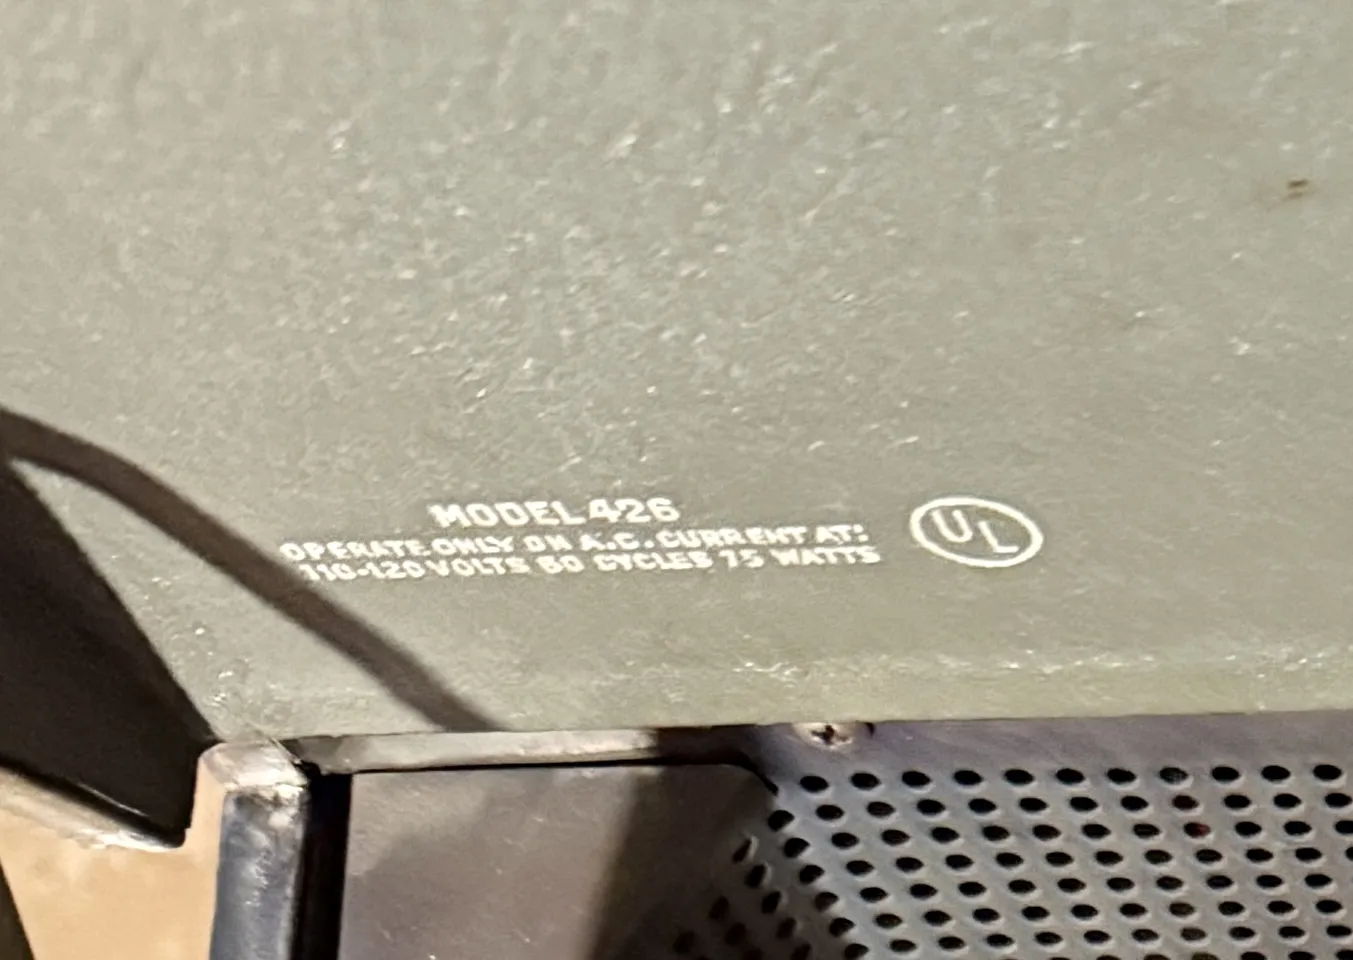 MODEL 426
OPERATE ONLY ON A.C. CURRENT AT:
110-120 VOLTS 60 CYCLES 75 WATTS
UL